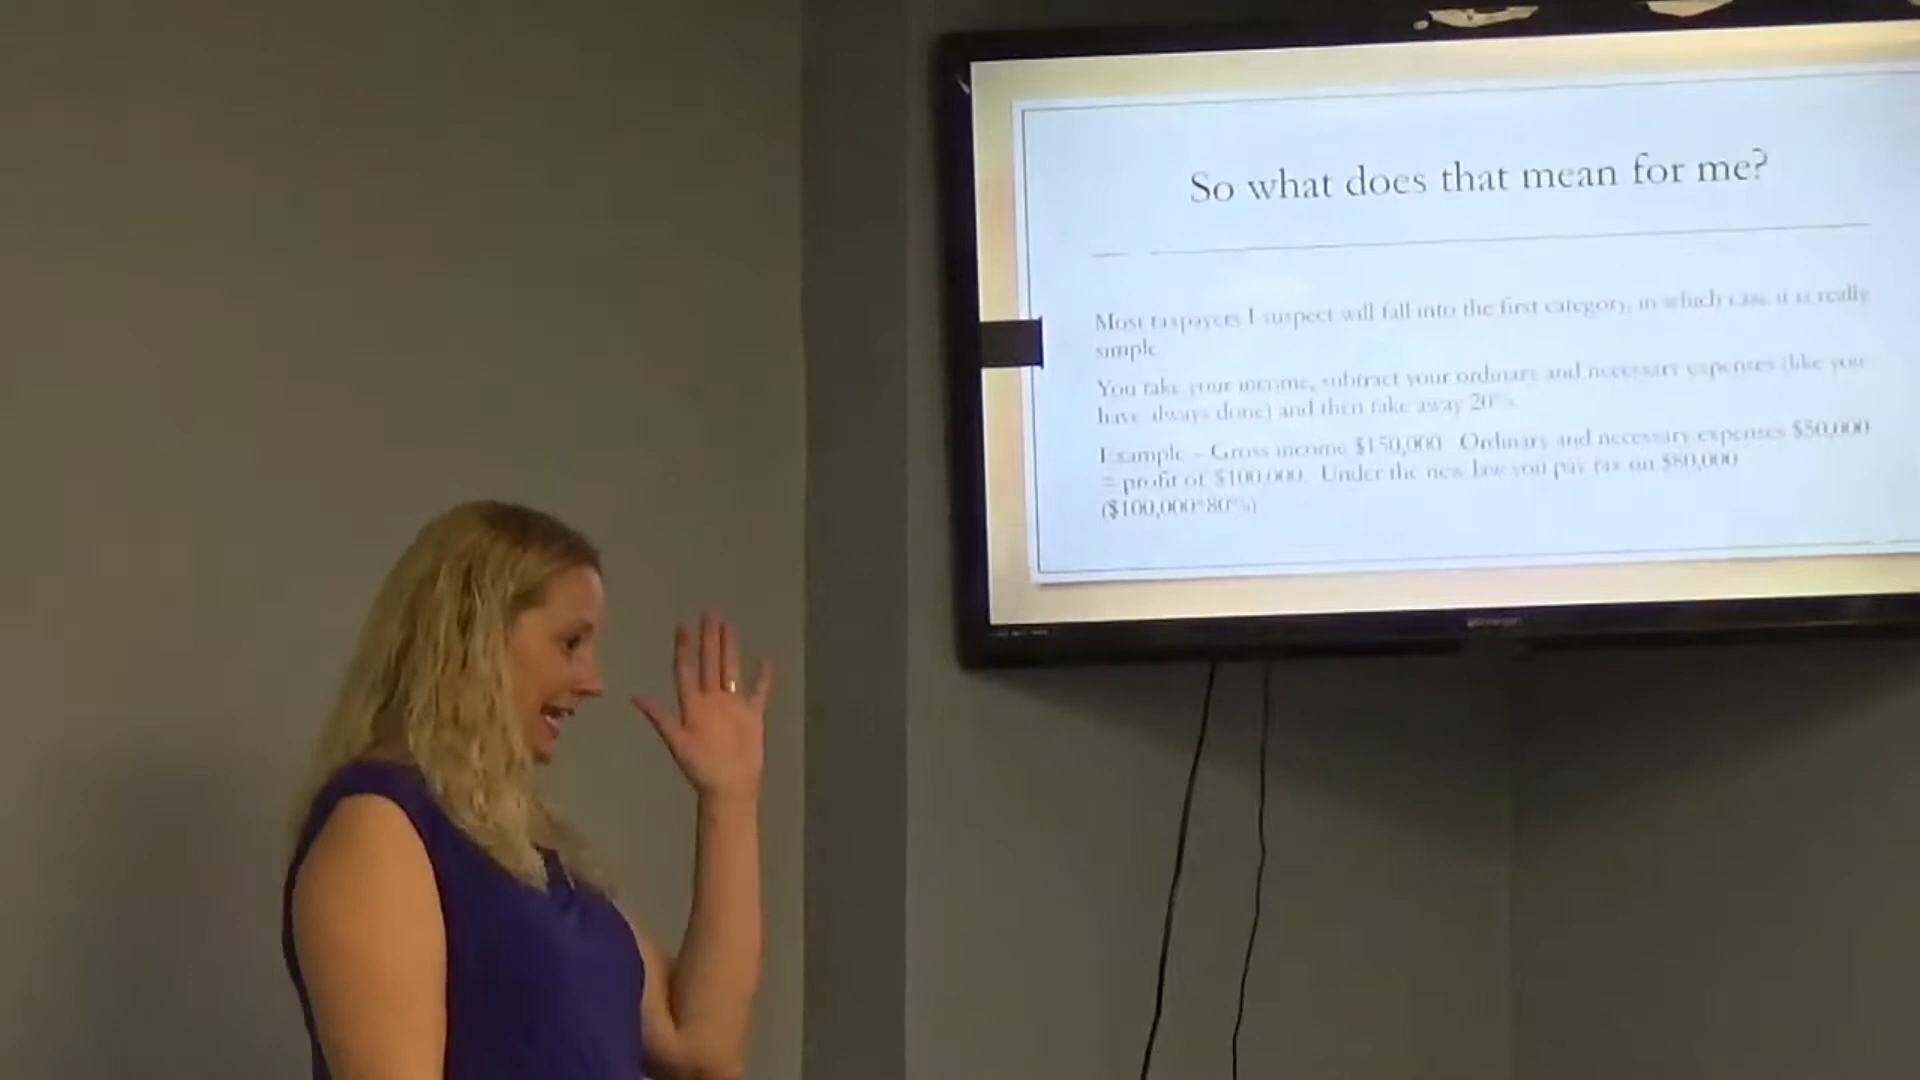 So what does that mean for me?
Most taxpayers I suspect will fall into the first category, in which case it is really
simple
You take your income, subtract your ordinary and necessary expenses (like you
have always done) and then take away 20%.
Example – Gross income $150,000 Ordinary and necessary expenses $50,000
= profit of $100,000. Under the new law you pay tax on $80,000
($100,000*80%)